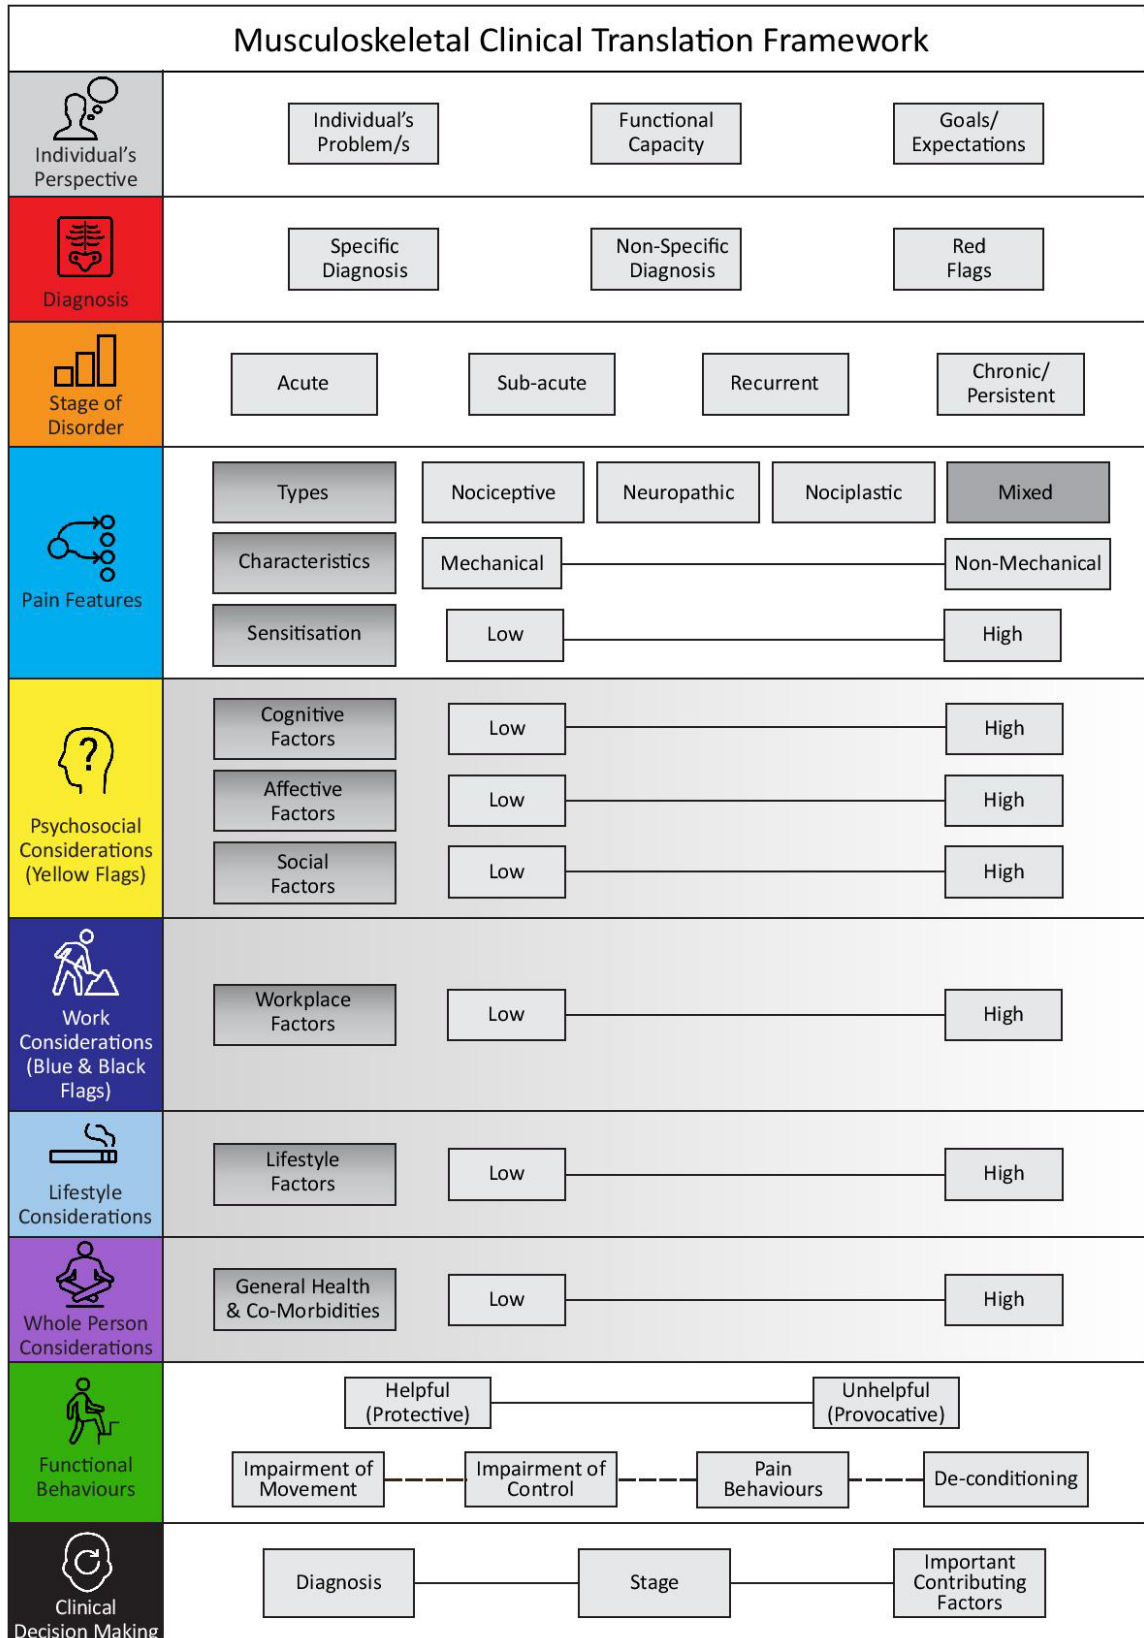 Musculoskeletal Clinical Translation Framework
Individual's
Perspective
Individual's
Problem/s
Functional
Capacity
Goals/
Expectations
Diagnosis
Specific
Diagnosis
Non-Specific
Diagnosis
Red
Flags
Stage of
Disorder
Acute
Sub-acute
Recurrent
Chronic/
Persistent
Pain Features
Types
Nociceptive
Neuropathic
Nociplastic
Mixed
Characteristics
Mechanical
Non-Mechanical
Sensitisation
Low
High
?
Psychosocial
Considerations
(Yellow Flags)
Cognitive
Factors
Low
High
Affective
Factors
Low
High
Social
Factors
Low
High
Work
Considerations
(Blue & Black
Flags)
Workplace
Factors
Low
High
Lifestyle
Considerations
Lifestyle
Factors
Low
High
Whole Person
Considerations
General Health
& Co-Morbidities
Low
High
Functional
Behaviours
Helpful
(Protective)
Unhelpful
(Provocative)
Impairment of
Movement
Impairment of
Control
Pain
Behaviours
De-conditioning
Clinical
Decision Making
Diagnosis
Stage
Important
Contributing
Factors